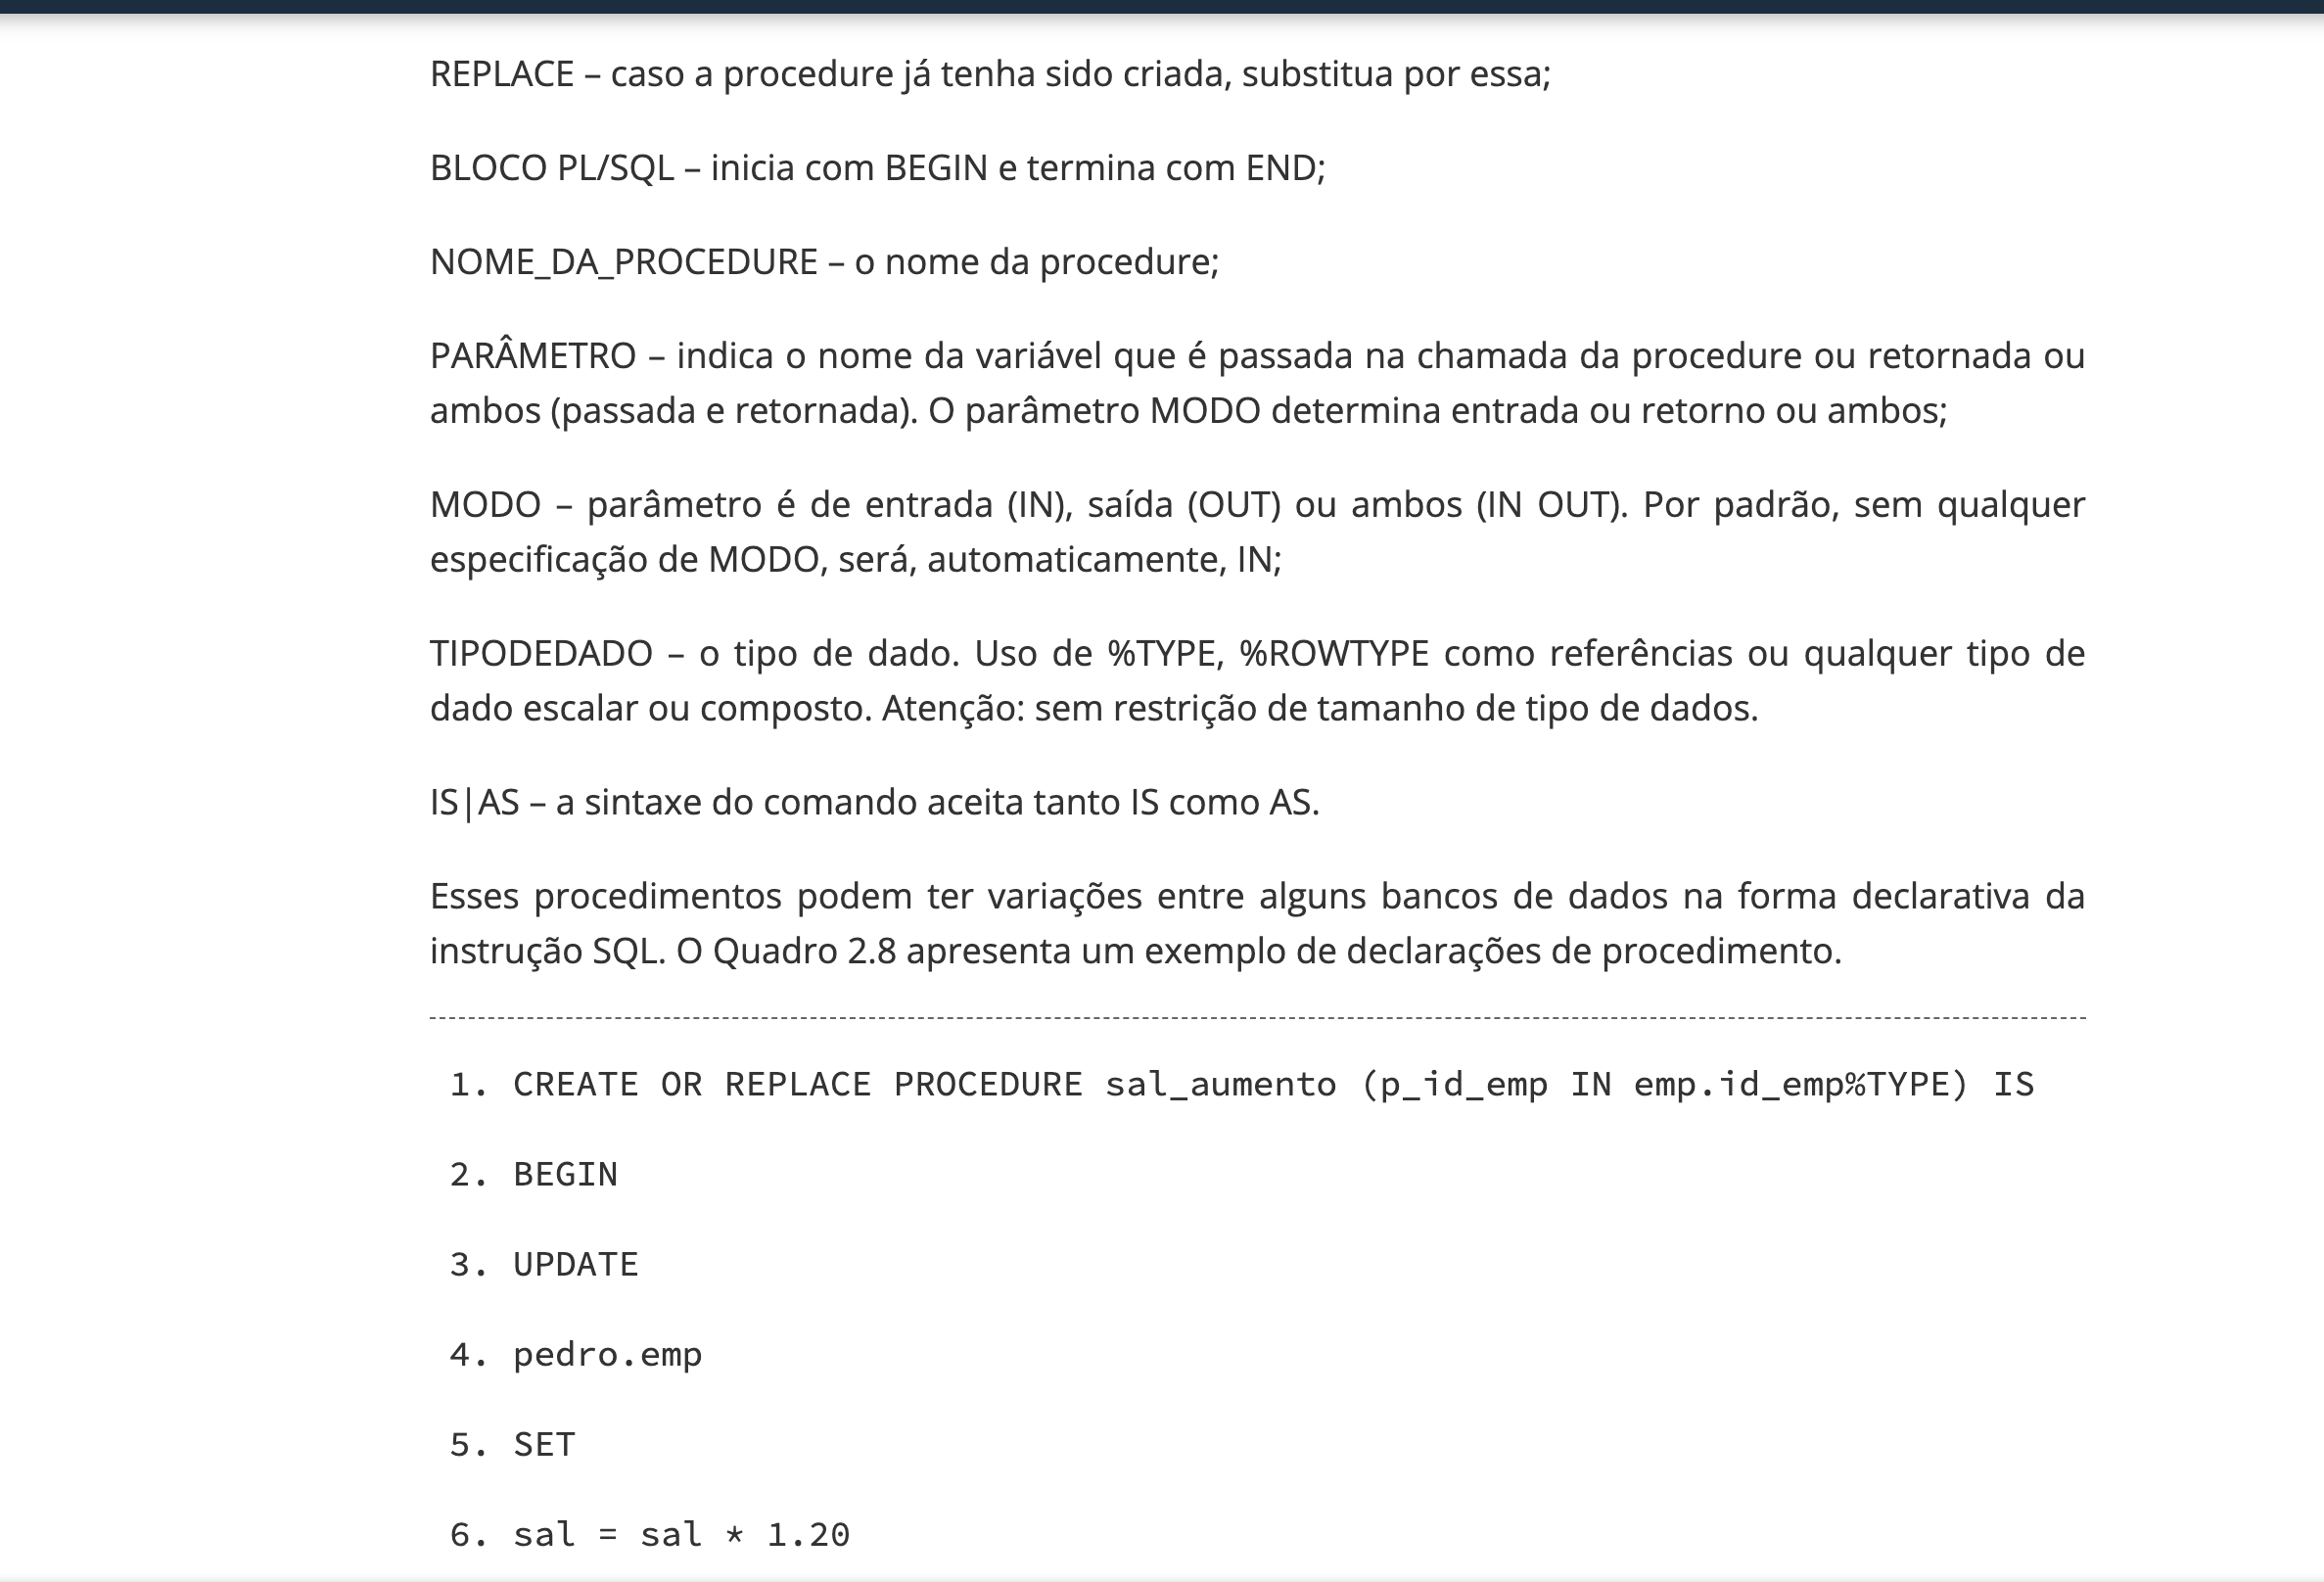 REPLACE – caso a procedure já tenha sido criada, substitua por essa;
BLOCO PL/SQL – inicia com BEGIN e termina com END;
NOME_DA_PROCEDURE – o nome da procedure;
PARÂMETRO – indica o nome da variável que é passada na chamada da procedure ou retornada ou
ambos (passada e retornada). O parâmetro MODO determina entrada ou retorno ou ambos;
MODO – parâmetro é de entrada (IN), saída (OUT) ou ambos (IN OUT). Por padrão, sem qualquer
especificação de MODO, será, automaticamente, IN;
TIPODEDADO – o tipo de dado. Uso de %TYPE, %ROWTYPE como referências ou qualquer tipo de
dado escalar ou composto. Atenção: sem restrição de tamanho de tipo de dados.
IS|AS – a sintaxe do comando aceita tanto IS como AS.
Esses procedimentos podem ter variações entre alguns bancos de dados na forma declarativa da
instrução SQL. O Quadro 2.8 apresenta um exemplo de declarações de procedimento.
1. CREATE OR REPLACE PROCEDURE sal_aumento (p_id_emp IN emp.id_emp%TYPE) IS
2. BEGIN
3. UPDATE
4. pedro.emp
5. SET
6. sal = sal * 1.20